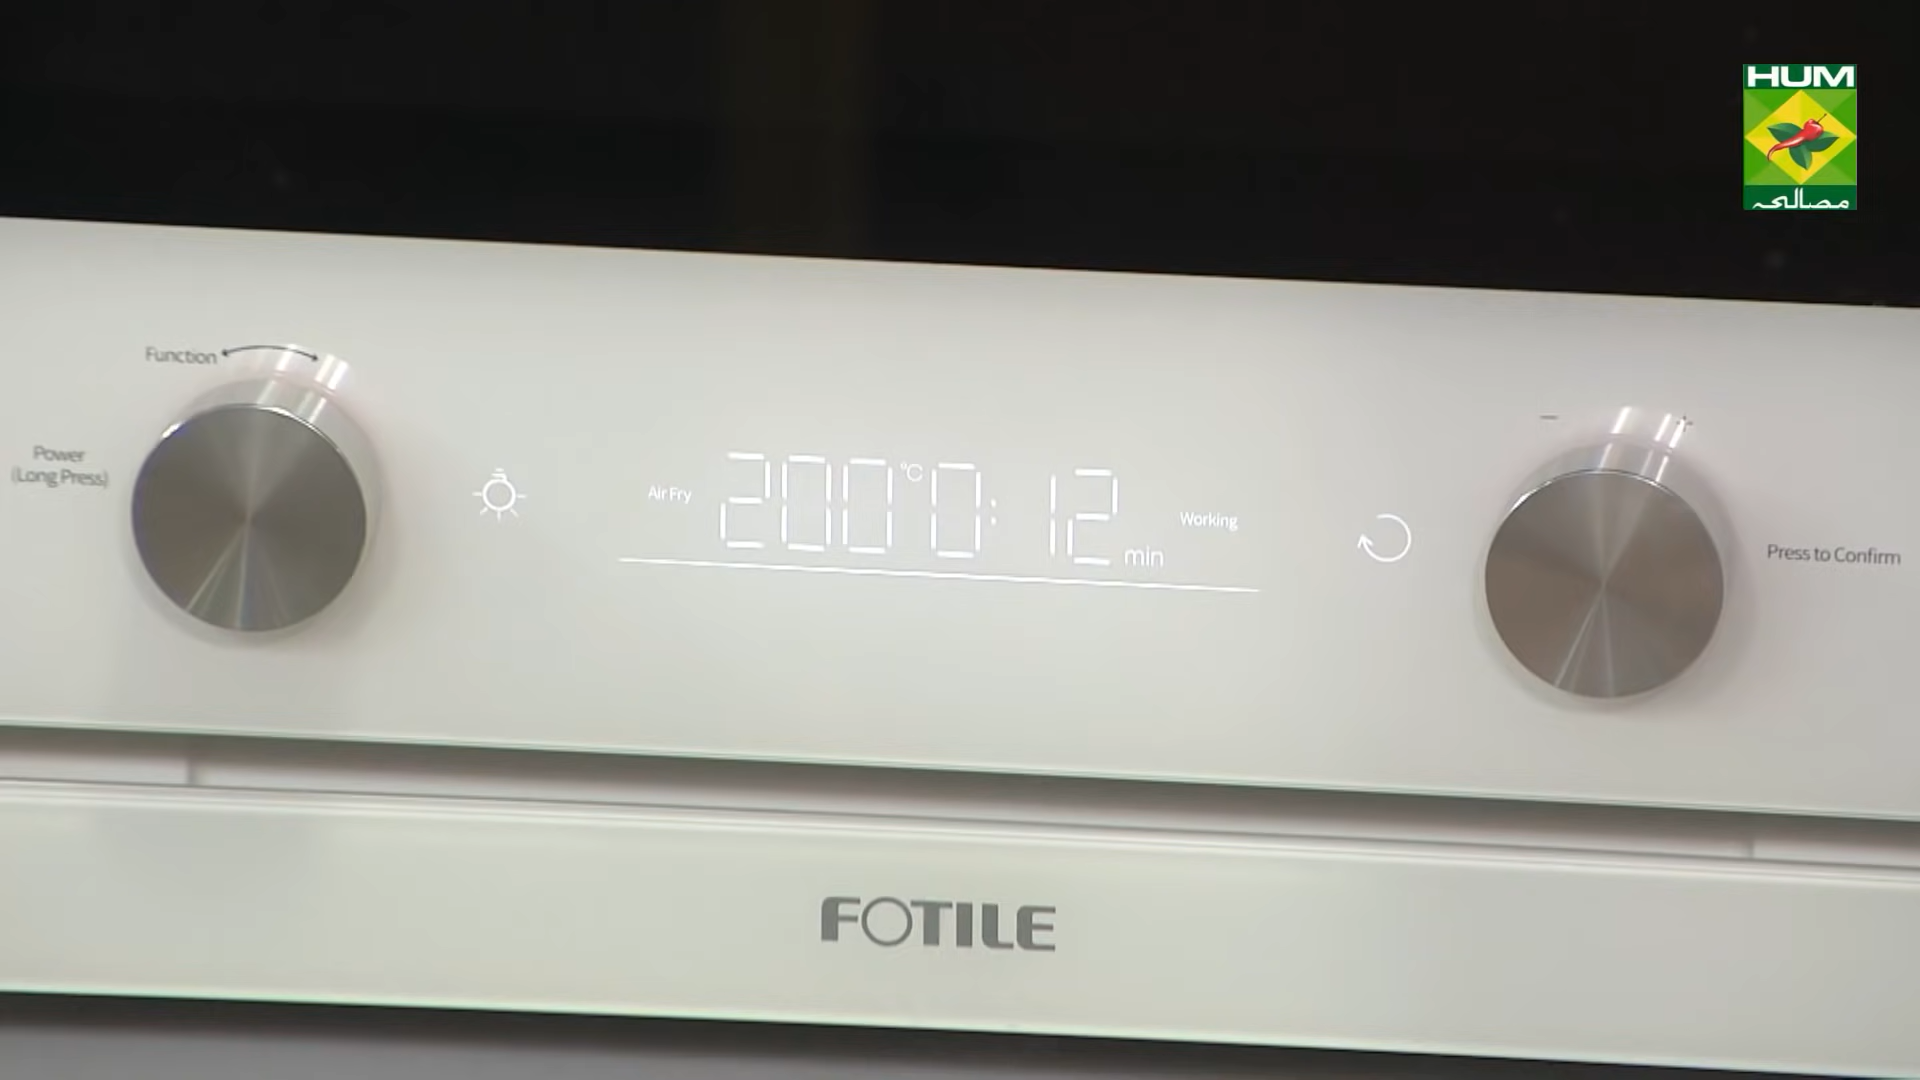 HUM
مصالحہ
Function
Power
(Long Press)
Air Fry 200°C 0:12 min Working
- +
Press to Confirm
FOTILE